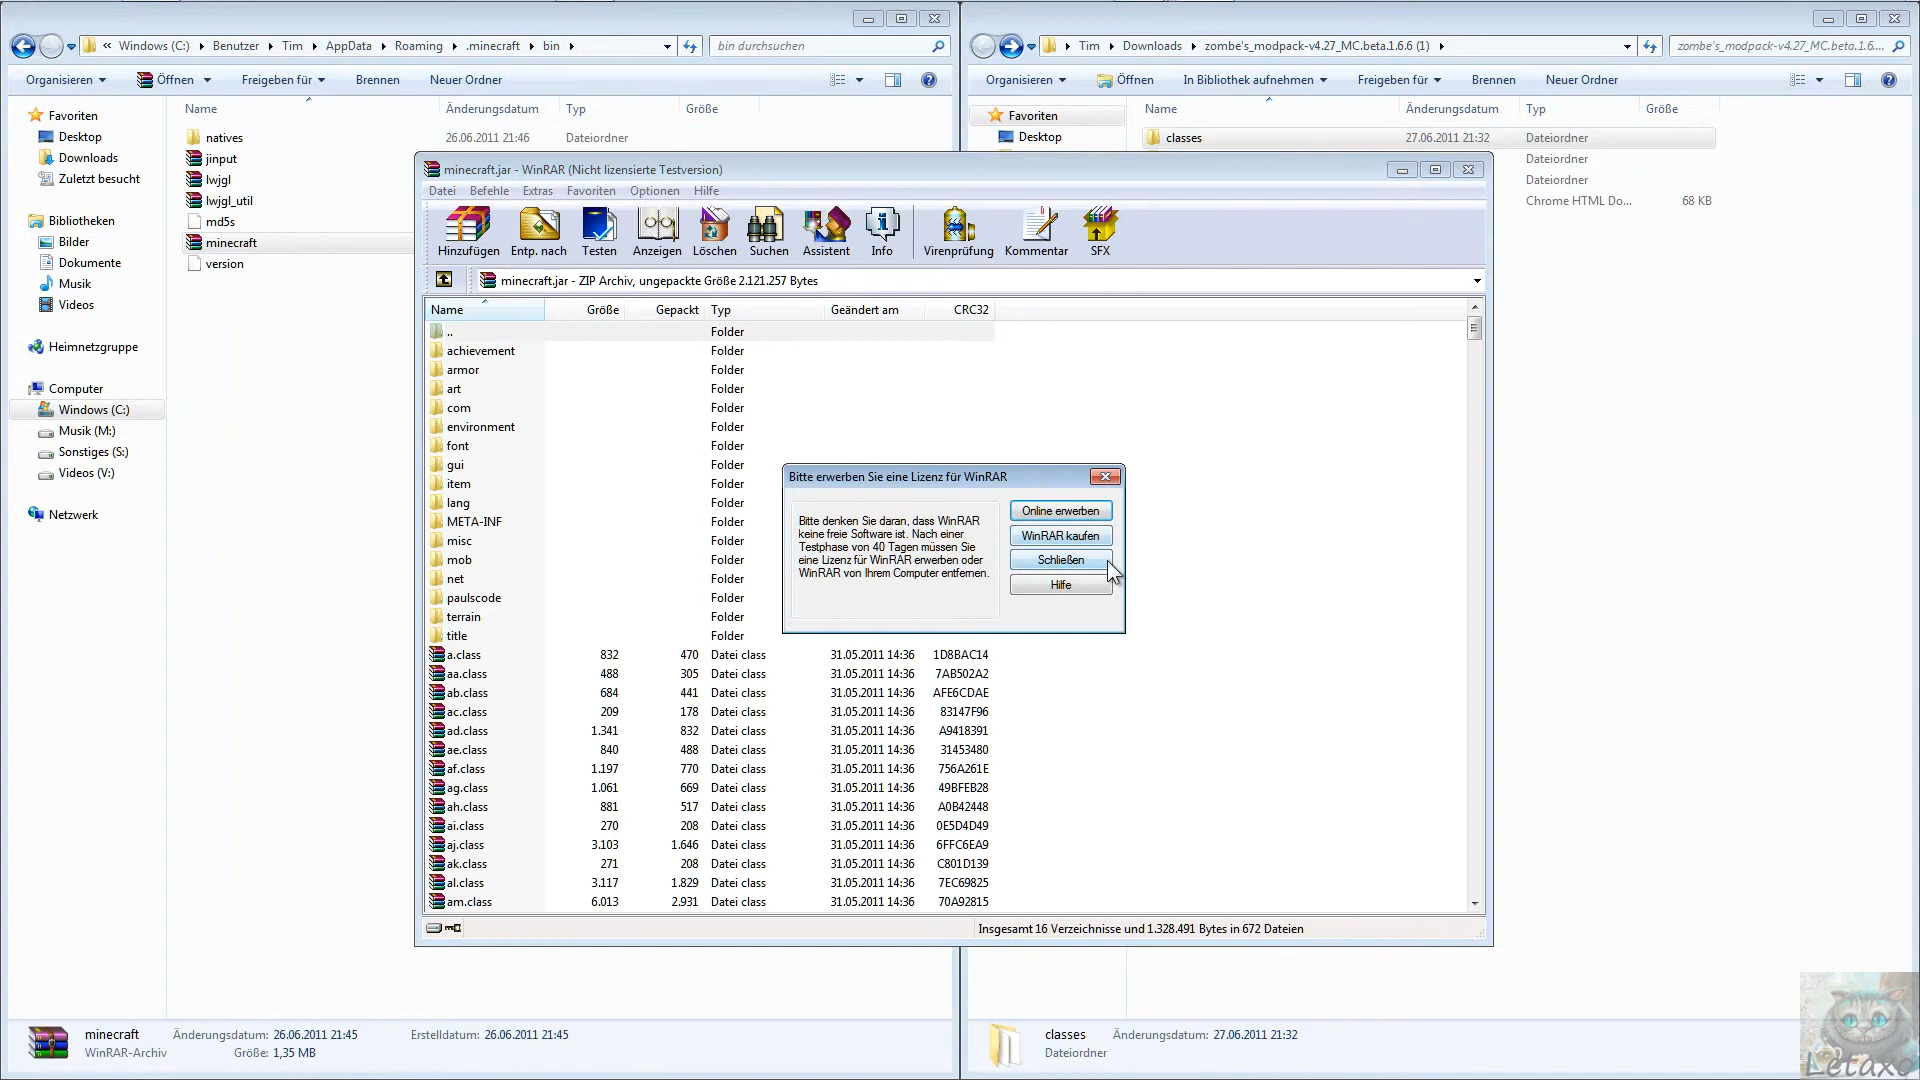 « Windows (C:) Benutzer Tim AppData Roaming .minecraft bin
bin durchsuchen
Organisieren Öffnen Freigeben für Brennen Neuer Ordner
Name Änderungsdatum Typ Größe
Favoriten
Desktop
Downloads
Zuletzt besucht
Bibliotheken
Bilder
Dokumente
Musik
Videos
Heimnetzgruppe
Computer
Windows (C:)
Musik (M:)
Sonstiges (S:)
Videos (V:)
Netzwerk
natives 26.06.2011 21:46 Dateiordner
jinput
lwjgl
lwjgl_util
md5s
minecraft
version
minecraft Änderungsdatum: 26.06.2011 21:45 Erstelldatum: 26.06.2011 21:45
WinRAR-Archiv Größe: 1,35 MB
Tim Downloads zombe's_modpack-v4.27_MC.beta.1.6.6 (1)
zombe's_modpack-v4.27_MC.beta.1.6....
Organisieren Öffnen In Bibliothek aufnehmen Freigeben für Brennen Neuer Ordner
Name Änderungsdatum Typ Größe
Favoriten
Desktop
classes 27.06.2011 21:32 Dateiordner
Dateiordner
Dateiordner
Chrome HTML Do... 68 KB
classes Änderungsdatum: 27.06.2011 21:32
Dateiordner
minecraft.jar - WinRAR (Nicht lizensierte Testversion)
Datei Befehle Extras Favoriten Optionen Hilfe
Hinzufügen Entp. nach Testen Anzeigen Löschen Suchen Assistent Info Virenprüfung Kommentar SFX
minecraft.jar - ZIP Archiv, ungepackte Größe 2.121.257 Bytes
Name Größe Gepackt Typ Geändert am CRC32
.. Folder
achievement Folder
armor Folder
art Folder
com Folder
environment Folder
font Folder
gui Folder
item Folder
lang Folder
META-INF Folder
misc Folder
mob Folder
net Folder
paulscode Folder
terrain Folder
title Folder
a.class 832 470 Datei class 31.05.2011 14:36 1D8BAC14
aa.class 488 305 Datei class 31.05.2011 14:36 7AB502A2
ab.class 684 441 Datei class 31.05.2011 14:36 AFE6CDAE
ac.class 209 178 Datei class 31.05.2011 14:36 83147F96
ad.class 1.341 832 Datei class 31.05.2011 14:36 A9418391
ae.class 840 488 Datei class 31.05.2011 14:36 31453480
af.class 1.197 770 Datei class 31.05.2011 14:36 756A261E
ag.class 1.061 669 Datei class 31.05.2011 14:36 49BFEB28
ah.class 881 517 Datei class 31.05.2011 14:36 A0B42448
ai.class 270 208 Datei class 31.05.2011 14:36 0E5D4D49
aj.class 3.103 1.646 Datei class 31.05.2011 14:36 6FFC6EA9
ak.class 271 208 Datei class 31.05.2011 14:36 C801D139
al.class 3.117 1.829 Datei class 31.05.2011 14:36 7EC69825
am.class 6.013 2.931 Datei class 31.05.2011 14:36 70A92815
Insgesamt 16 Verzeichnisse und 1.328.491 Bytes in 672 Dateien
Bitte erwerben Sie eine Lizenz für WinRAR
Bitte denken Sie daran, dass WinRAR
keine freie Software ist. Nach einer
Testphase von 40 Tagen müssen Sie
eine Lizenz für WinRAR erwerben oder
WinRAR von Ihrem Computer entfernen.
Online erwerben
WinRAR kaufen
Schließen
Hilfe
Letaxo